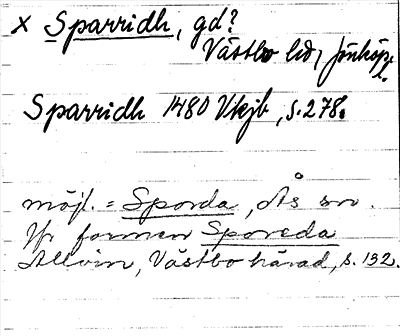 x Sparridh, gd?
Västbo hd, Jönköp.
Sparridh 1480 Vkjb, s. 278.
möjl. = Sporda, Ås sn.
Jfr formen Sporeda
Allvin, Västbo härad, s. 132.